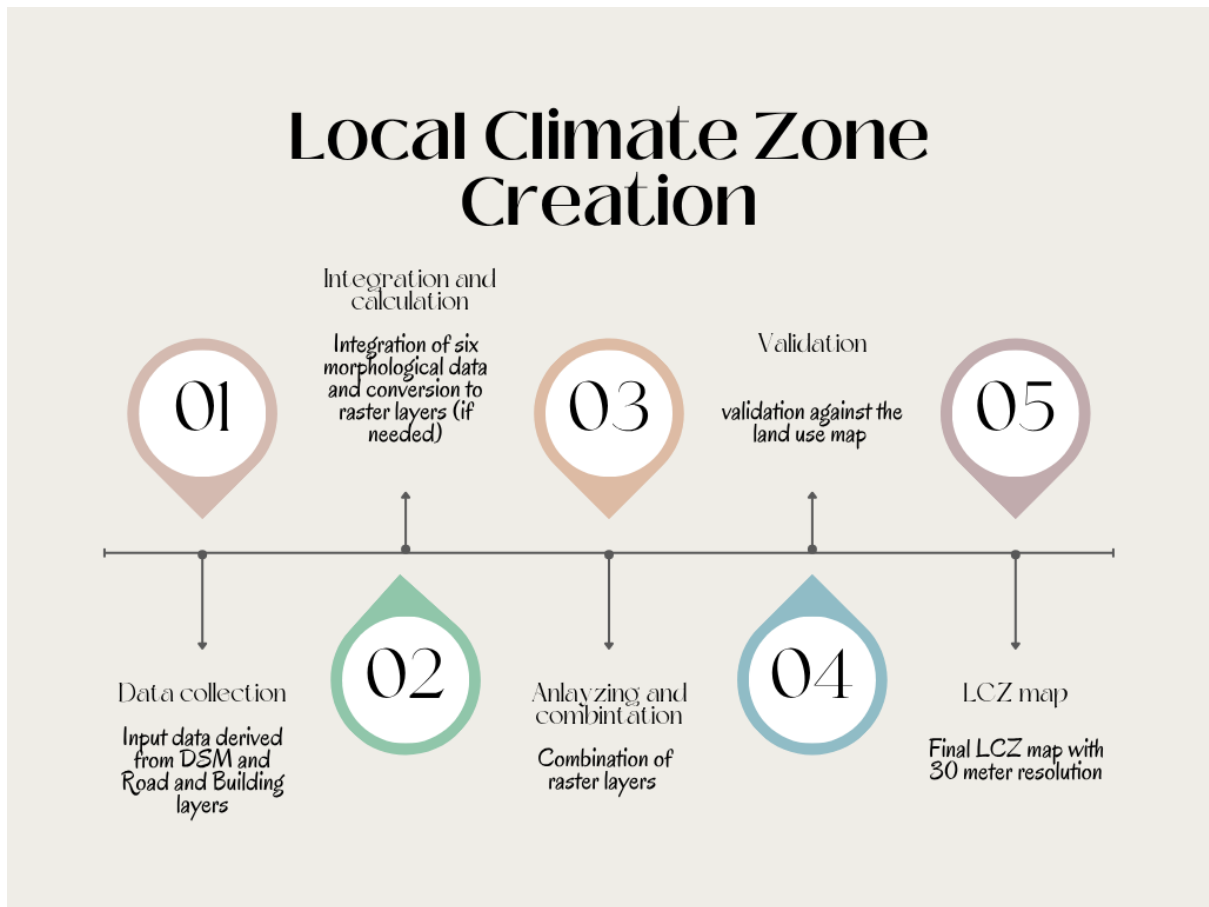 Local Climate Zone
Creation
01
Data collection
Input data derived
from DSM and
Road and Building
layers
02
Integration and
calculation
Integration of six
morphological data
and conversion to
raster layers (if
needed)
03
Anlayzing and
combintation
Combination of
raster layers
04
Validation
validation against the
land use map
05
LCZ map
Final LCZ map with
30 meter resolution